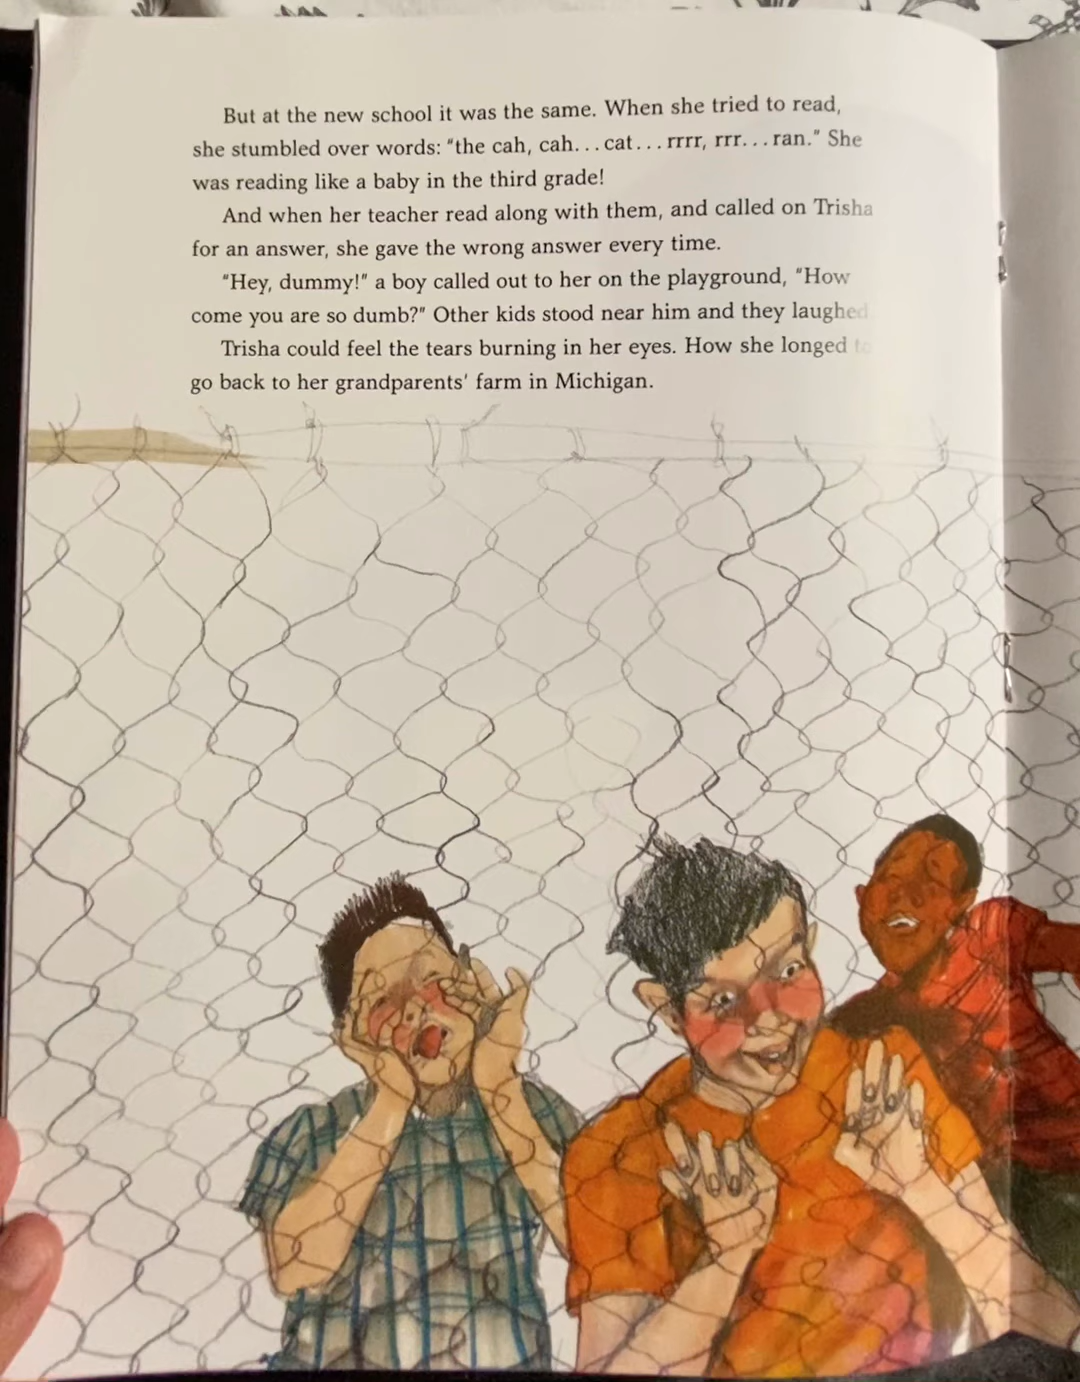 But at the new school it was the same. When she tried to read,
she stumbled over words: "the cah, cah. . . cat . . . rrrr, rrr. . . ran." She
was reading like a baby in the third grade!
And when her teacher read along with them, and called on Trisha
for an answer, she gave the wrong answer every time.
"Hey, dummy!" a boy called out to her on the playground, "How
come you are so dumb?" Other kids stood near him and they laughed.
Trisha could feel the tears burning in her eyes. How she longed to
go back to her grandparents' farm in Michigan.